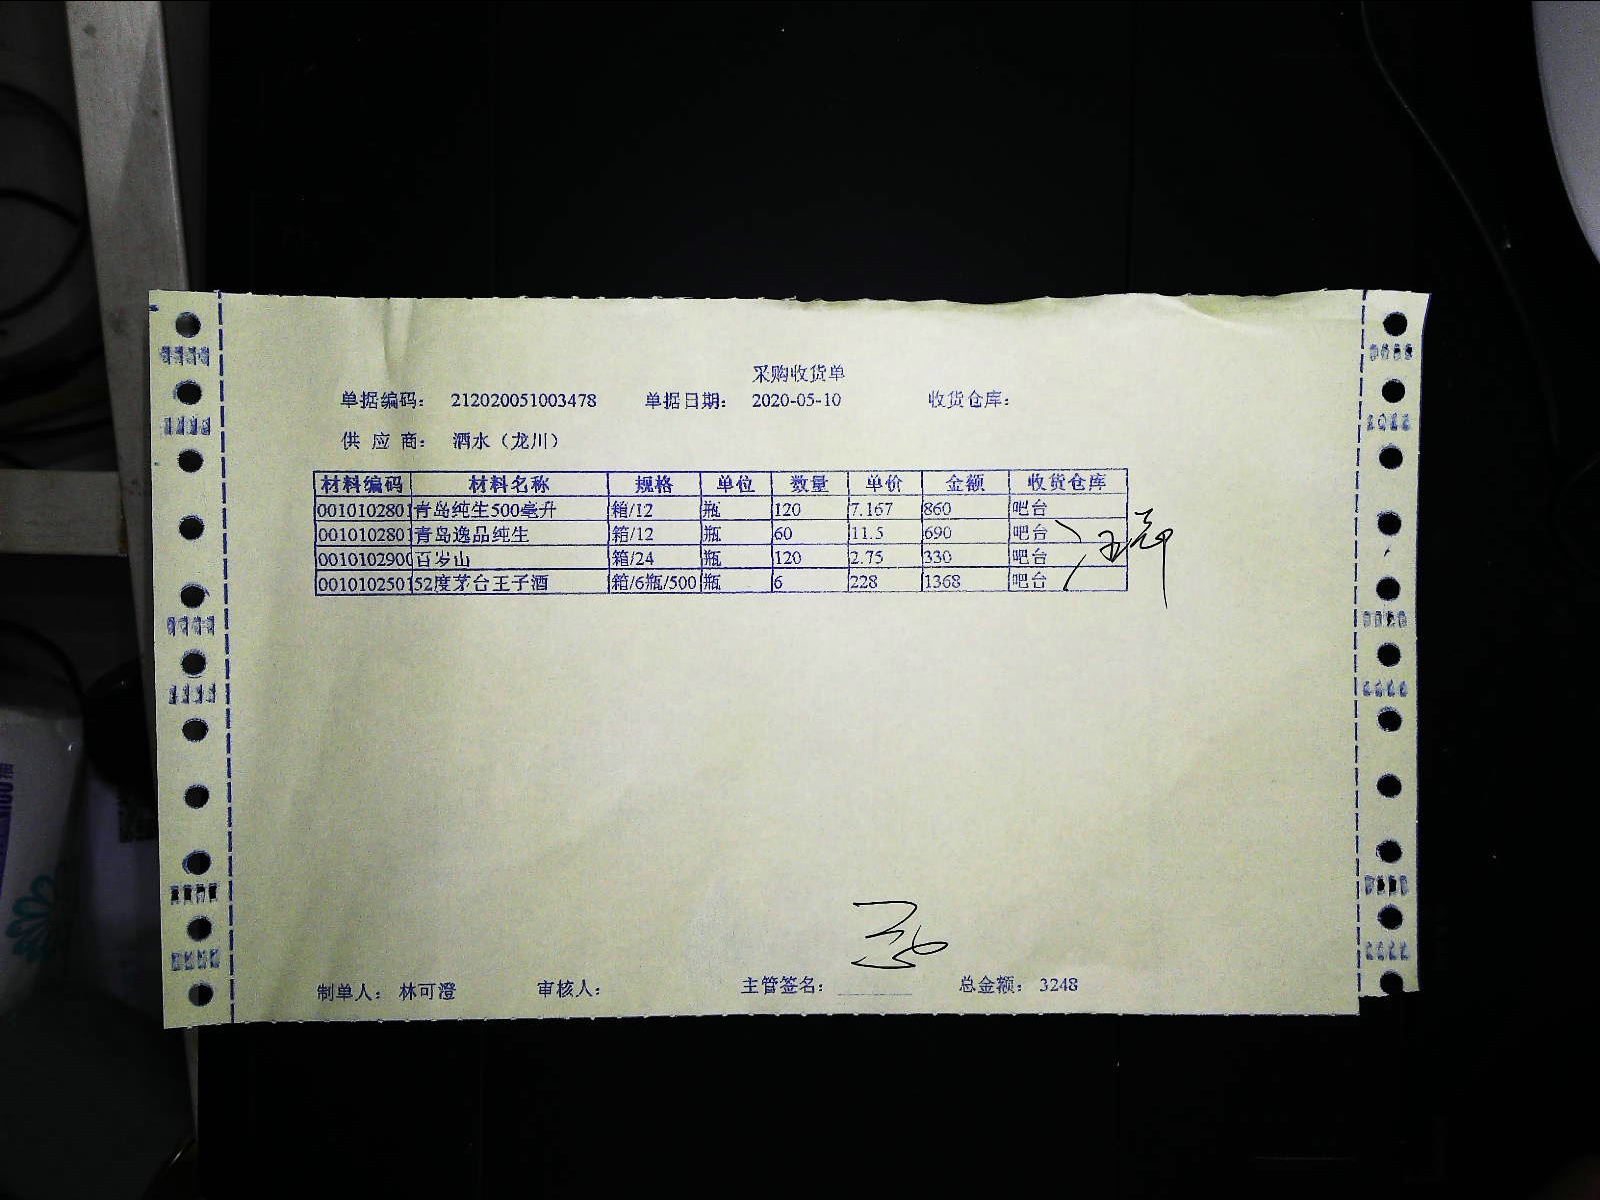 采购收货单
单据编码： 212020051003478 单据日期： 2020-05-10 收货仓库：
供 应 商： 酒水（龙川）
材料编码 材料名称 规格 单位 数量 单价 金额 收货仓库
0010102801 青岛纯生500毫升 箱/12 瓶 120 7.167 860 吧台
0010102801 青岛逸品纯生 箱/12 瓶 60 11.5 690 吧台
0010102900 百岁山 箱/24 瓶 120 2.75 330 吧台
0010102501 52度茅台王子酒 箱/6瓶/500 瓶 6 228 1368 吧台
制单人： 林可澄 审核人： 主管签名： 总金额： 3248